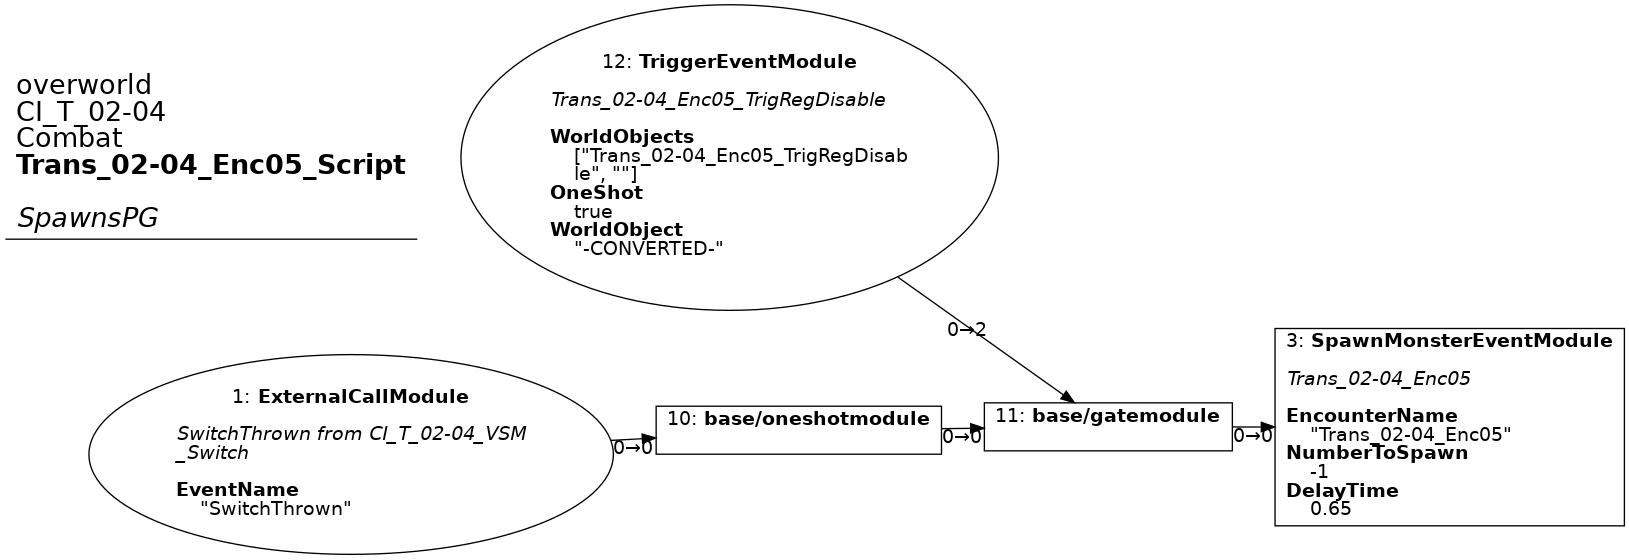 overworld
CI_T_02-04
Combat
Trans_02-04_Enc05_Script
SpawnsPG
12: TriggerEventModule
Trans_02-04_Enc05_TrigRegDisable
WorldObjects
["Trans_02-04_Enc05_TrigRegDisab
le", ""]
OneShot
true
WorldObject
"-CONVERTED-"
0→2
1: ExternalCallModule
SwitchThrown from CI_T_02-04_VSM
_Switch
EventName
"SwitchThrown"
0→0
10: base/oneshotmodule
0→0
11: base/gatemodule
0→0
3: SpawnMonsterEventModule
Trans_02-04_Enc05
EncounterName
"Trans_02-04_Enc05"
NumberToSpawn
-1
DelayTime
0.65